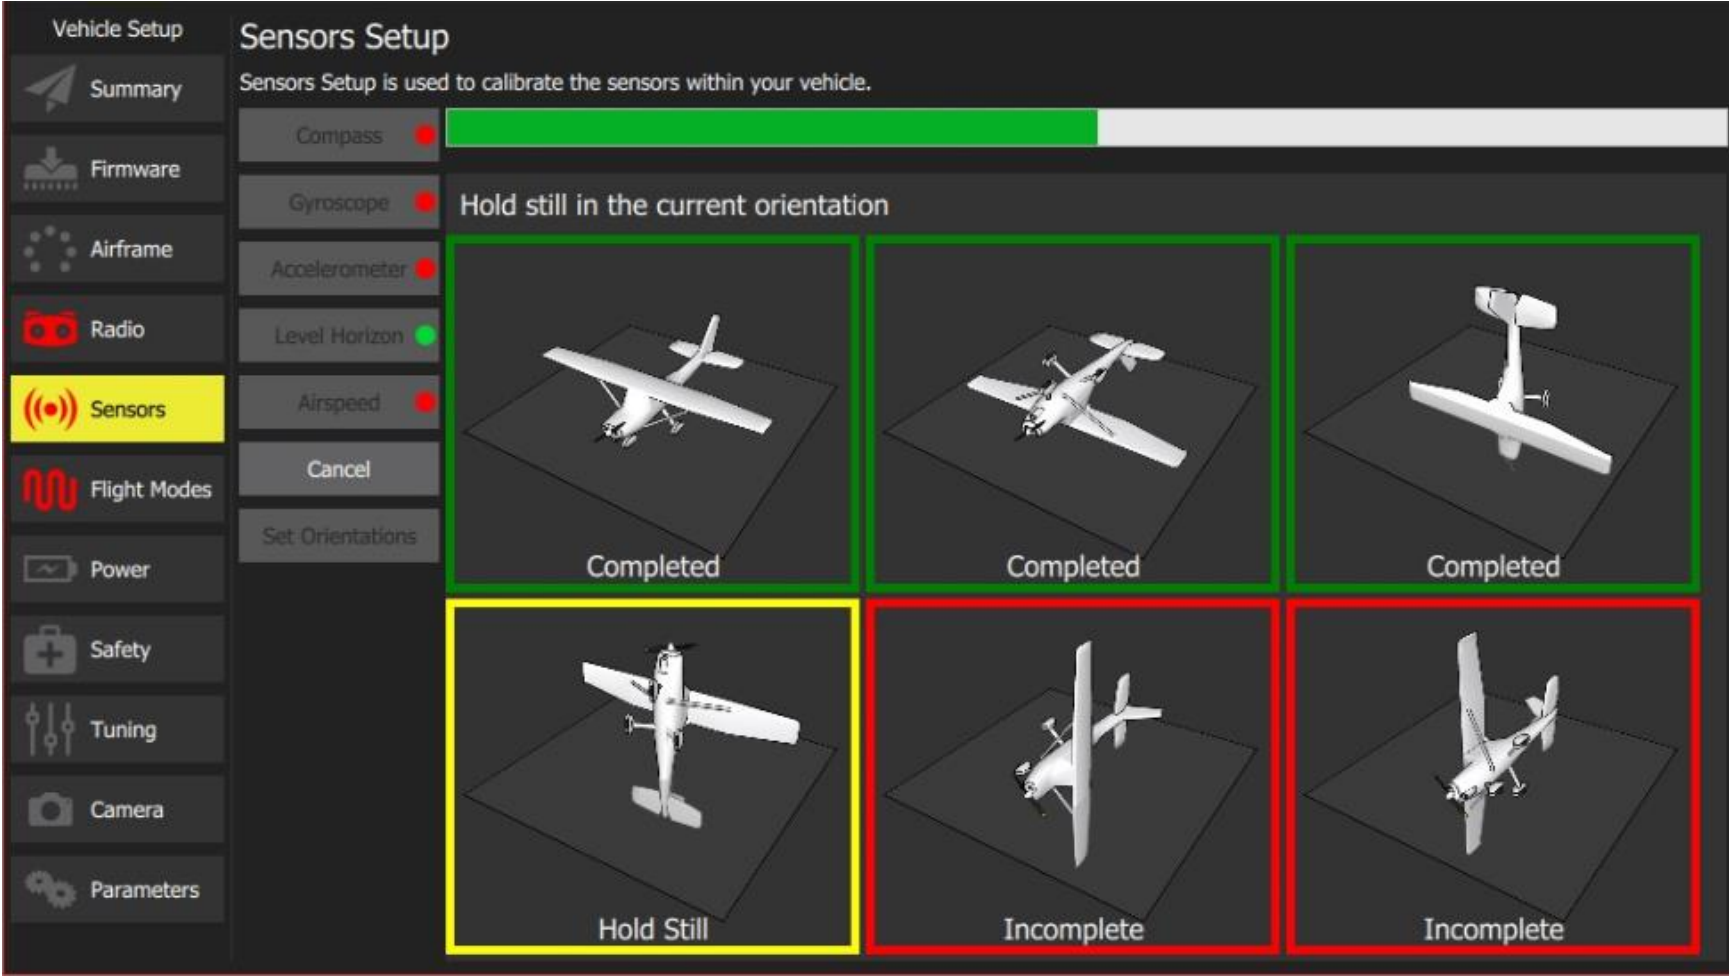 Vehicle Setup
Summary
Firmware
Airframe
Radio
Sensors
Flight Modes
Power
Safety
Tuning
Camera
Parameters
Sensors Setup
Sensors Setup is used to calibrate the sensors within your vehicle.
Compass
Gyroscope
Accelerometer
Level Horizon
Airspeed
Cancel
Set Orientations
Hold still in the current orientation
Completed
Completed
Completed
Hold Still
Incomplete
Incomplete